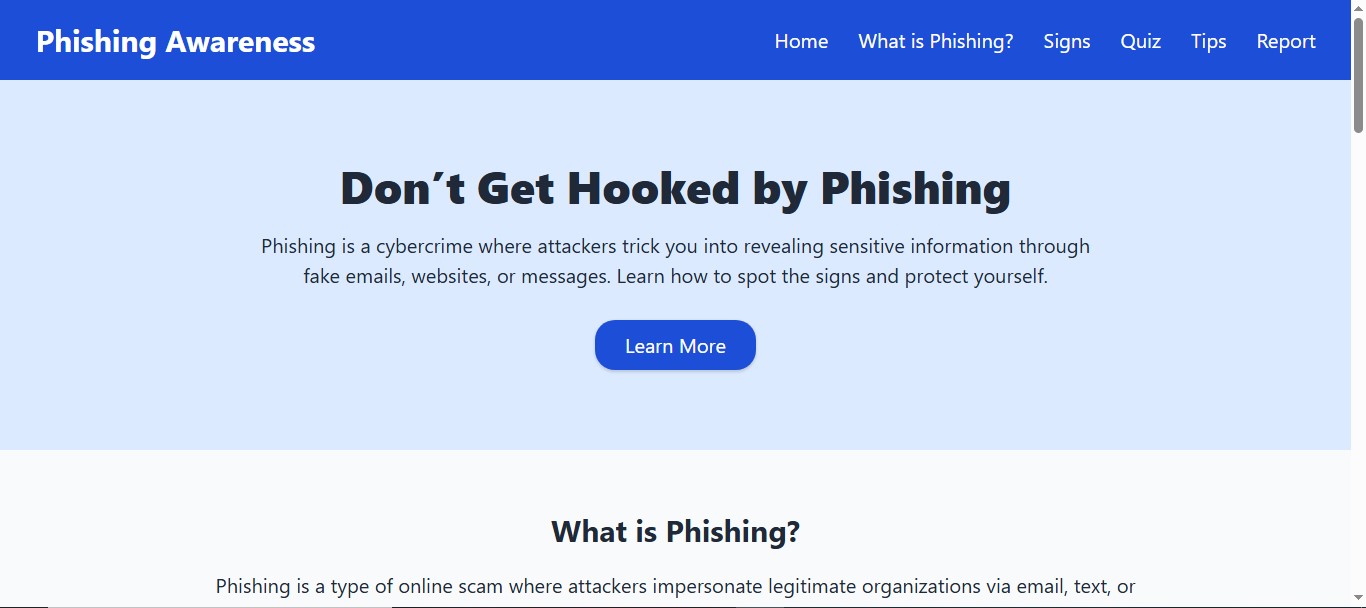 Phishing Awareness
Home What is Phishing? Signs Quiz Tips Report
Don´t Get Hooked by Phishing
Phishing is a cybercrime where attackers trick you into revealing sensitive information through
fake emails, websites, or messages. Learn how to spot the signs and protect yourself.
Learn More
What is Phishing?
Phishing is a type of online scam where attackers impersonate legitimate organizations via email, text, or